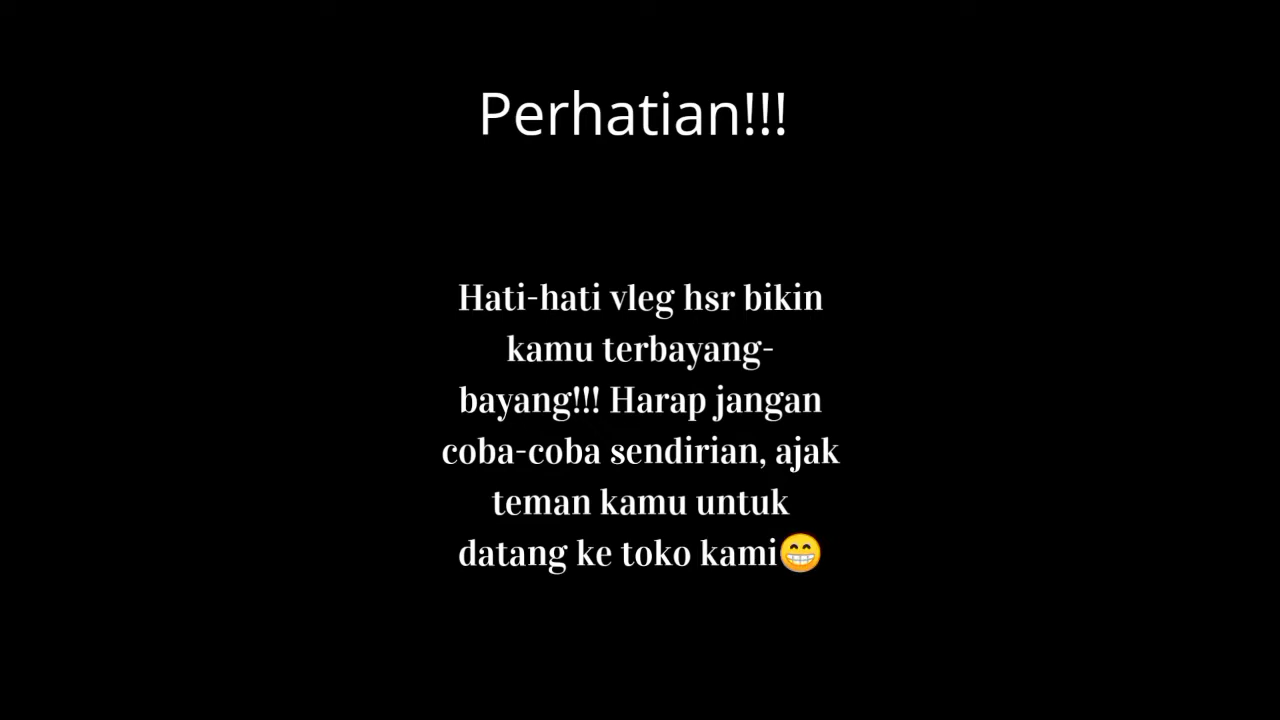 Perhatian!!!
Hati-hati vleg hsr bikin
kamu terbayang-
bayang!!! Harap jangan
coba-coba sendirian, ajak
teman kamu untuk
datang ke toko kami😁